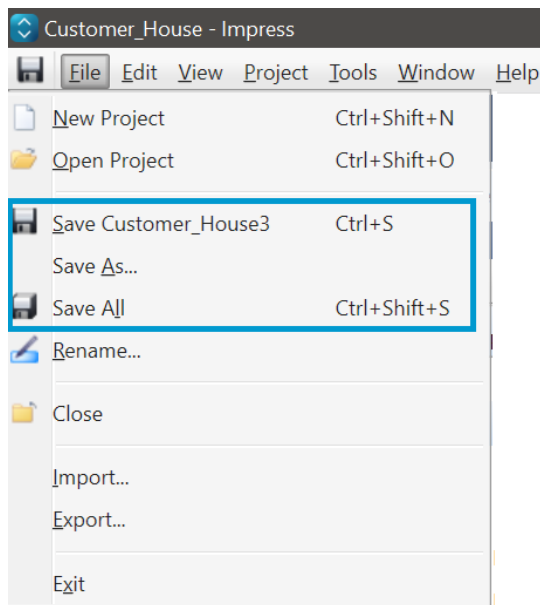 Customer_House - Impress
File Edit View Project Tools Window Help
New Project Ctrl+Shift+N
Open Project Ctrl+Shift+O
Save Customer_House3 Ctrl+S
Save As...
Save All Ctrl+Shift+S
Rename...
Close
Import...
Export...
Exit